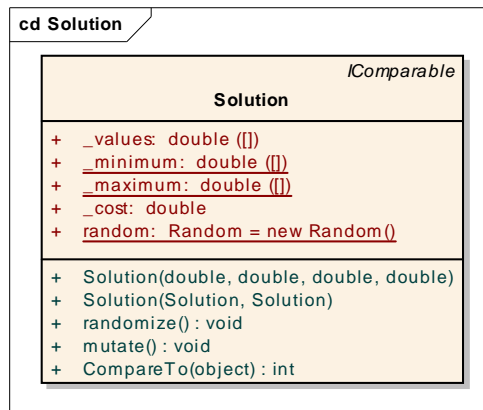 cd Solution
IComparable
Solution
+ _values: double ([])
+ _minimum: double ([])
+ _maximum: double ([])
+ _cost: double
+ random: Random = new Random()
+ Solution(double, double, double, double)
+ Solution(Solution, Solution)
+ randomize() : void
+ mutate() : void
+ CompareTo(object) : int